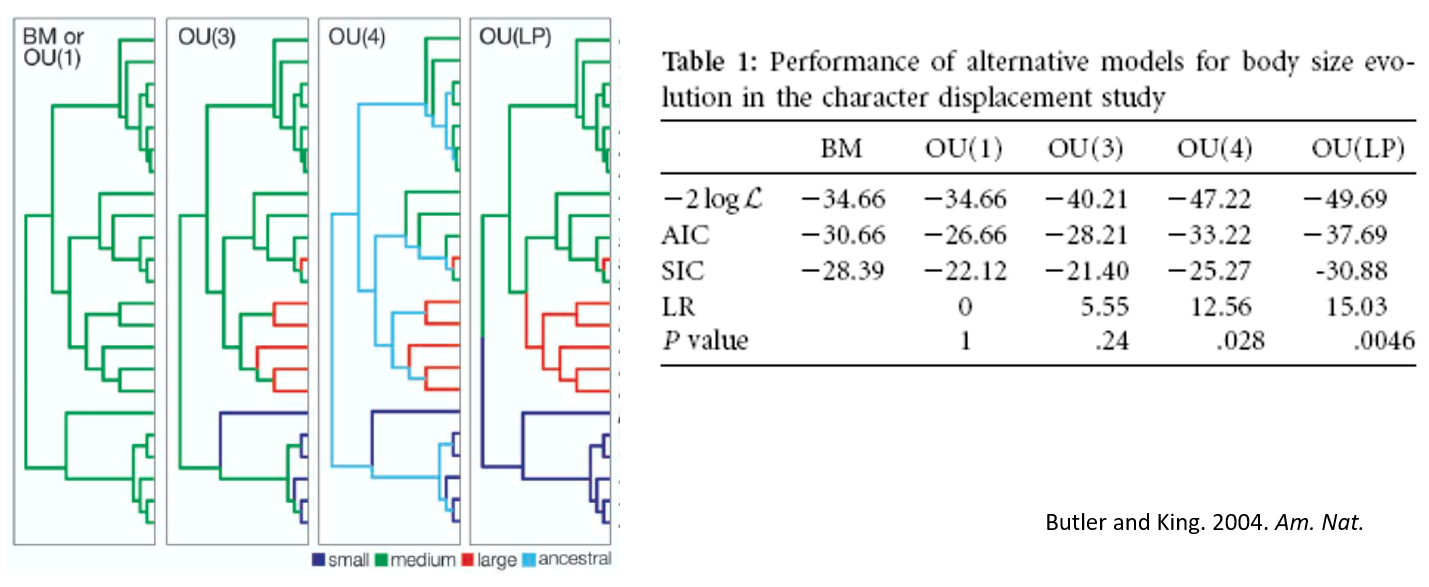 BM or
OU(1)
OU(3)
OU(4)
OU(LP)
small medium large ancestral
Table 1: Performance of alternative models for body size evo-
lution in the character displacement study
BM OU(1) OU(3) OU(4) OU(LP)
−2 log ℒ −34.66 −34.66 −40.21 −47.22 −49.69
AIC −30.66 −26.66 −28.21 −33.22 −37.69
SIC −28.39 −22.12 −21.40 −25.27 -30.88
LR 0 5.55 12.56 15.03
P value 1 .24 .028 .0046
Butler and King. 2004. Am. Nat.